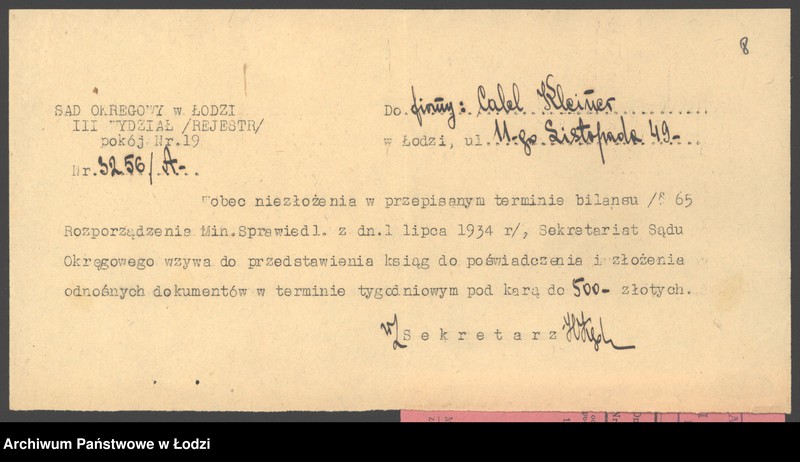 8
SĄD OKRĘGOWY w ŁODZI
III WYDZIAŁ /REJESTR/
pokój Nr.19
Nr. 3256/A-
Do firmy: Calel Kleiner
w Łodzi, ul. 11-go Listopada 49-
Wobec niezłożenia w przepisanym terminie bilansu /§ 65
Rozporządzenia Min.Sprawiedl. z dn.1 lipca 1934 r/, Sekretariat Sądu
Okręgowego wzywa do przedstawienia ksiąg do poświadczenia i złożenia
odnośnych dokumentów w terminie tygodniowym pod karą do 500- złotych.
Sekretarz
Archiwum Państwowe w Łodzi